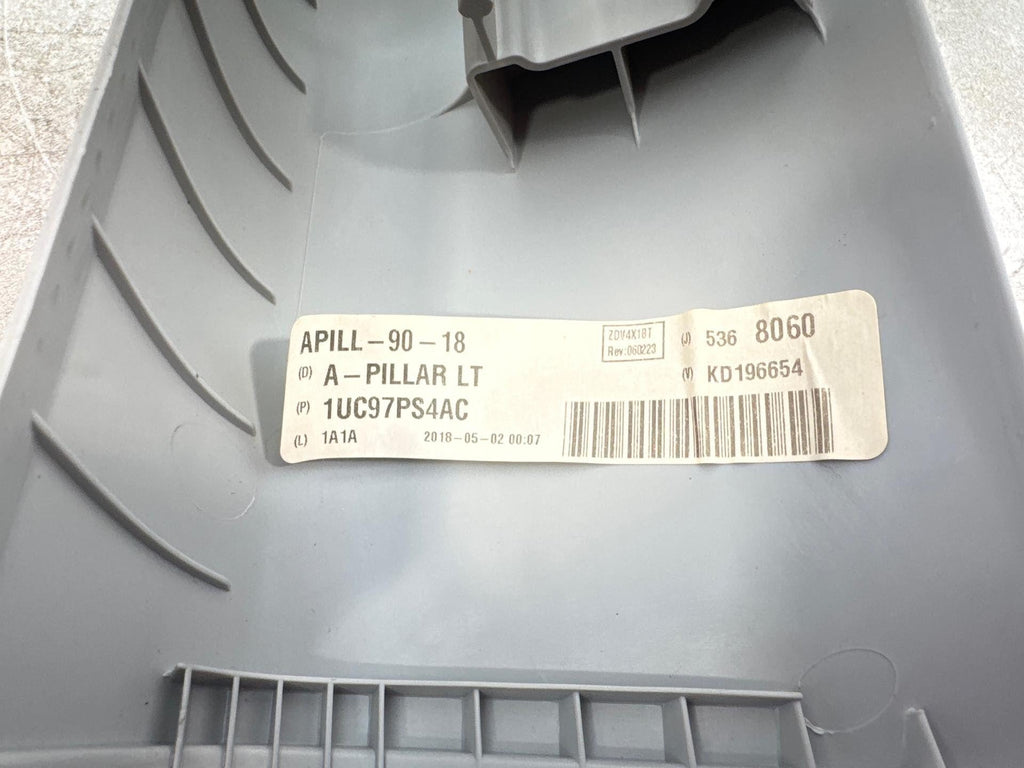 APILL-90-18
(D) A-PILLAR LT
(P) 1UC97PS4AC
(L) 1A1A 2018-05-02 00:07
ZDV4X18T
Rev:060223
(J) 536 8060
(V) KD196654